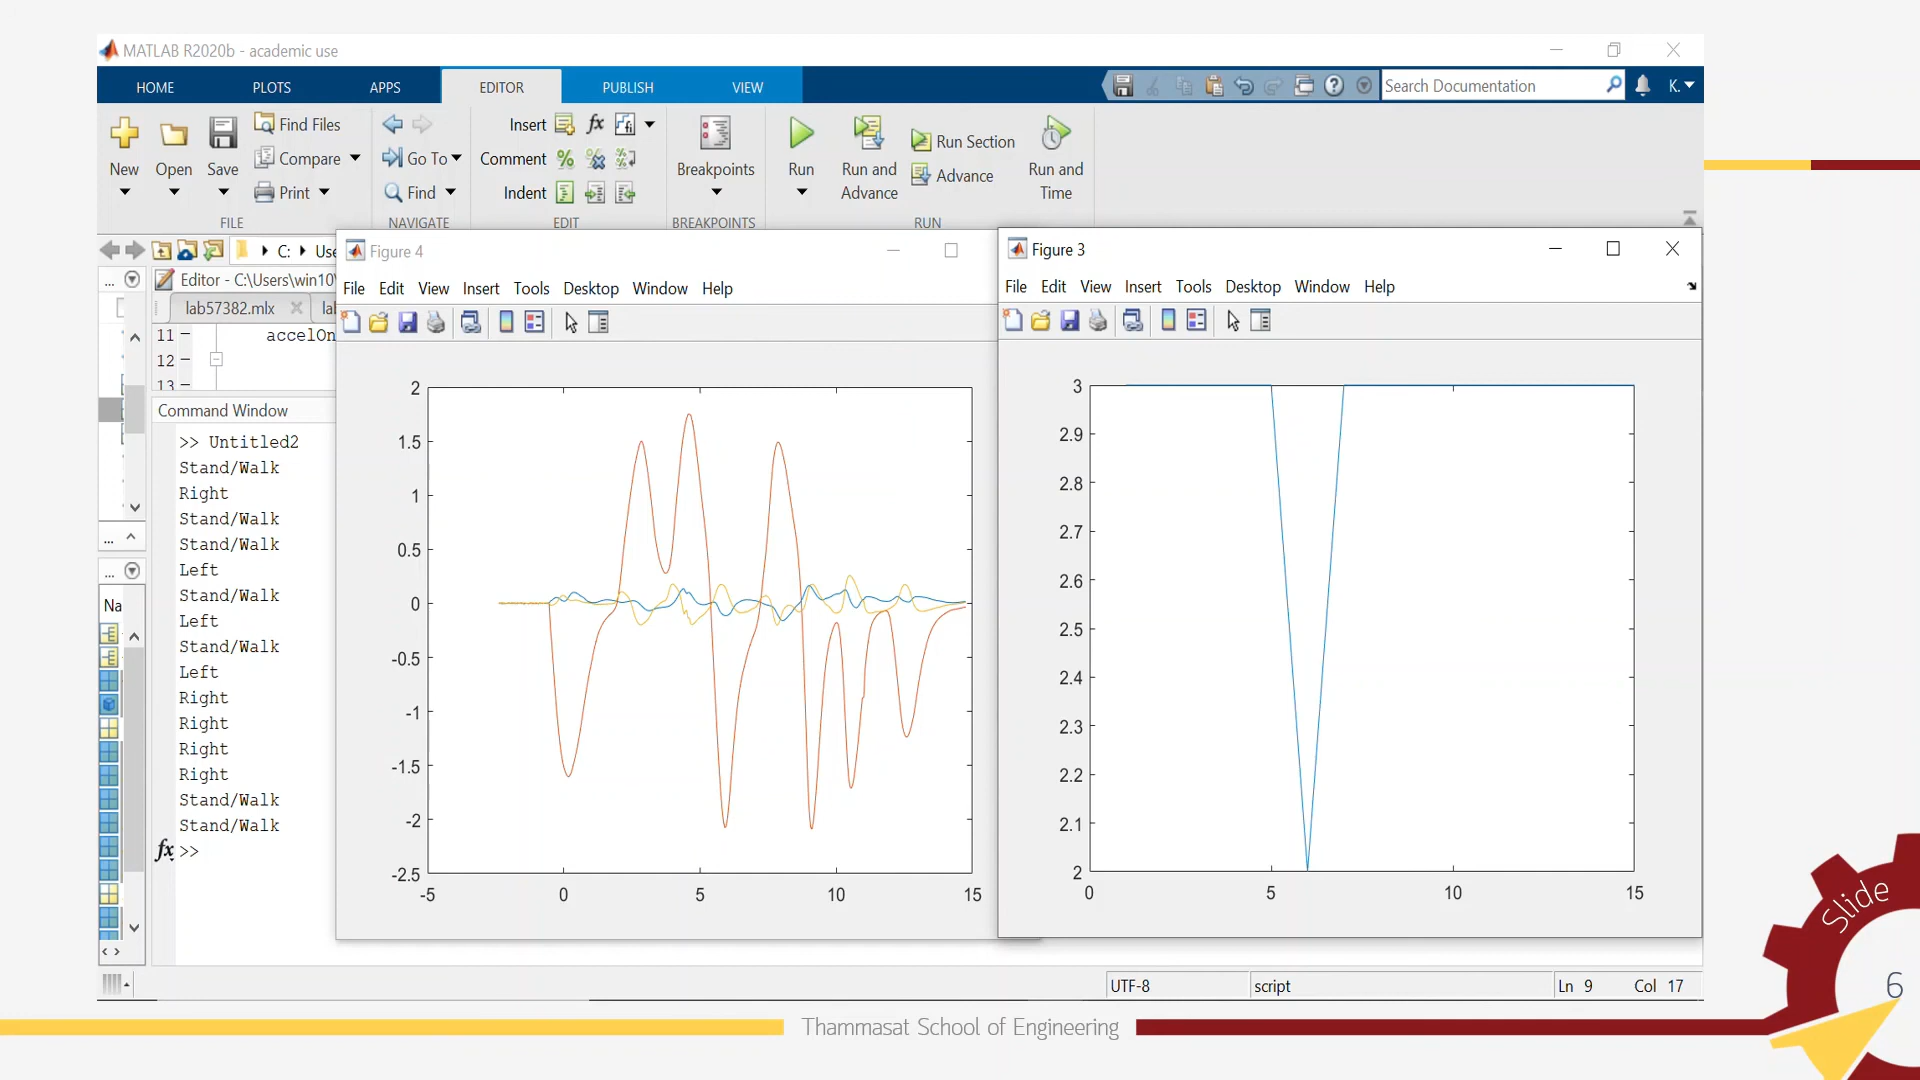 MATLAB R2020b - academic use
HOME PLOTS APPS EDITOR PUBLISH VIEW
Search Documentation
K.
New Open Save
Find Files
Compare
Print
Go To
Find
Insert
Comment
Indent
fx
Breakpoints
Run
Run and Advance
Run Section
Advance
Run and Time
FILE NAVIGATE EDIT BREAKPOINTS RUN
C: Use
Editor - C:\Users\win10\
lab57382.mlx
la
11
accelOn
12
13
Command Window
>> Untitled2
Stand/Walk
Right
Stand/Walk
Stand/Walk
Left
Stand/Walk
Left
Stand/Walk
Left
Right
Right
Right
Right
Stand/Walk
Stand/Walk
fx >>
... 
...
...
Na
Figure 4
File Edit View Insert Tools Desktop Window Help
2
1.5
1
0.5
0
-0.5
-1
-1.5
-2
-2.5
-5 0 5 10 15
Figure 3
File Edit View Insert Tools Desktop Window Help
3
2.9
2.8
2.7
2.6
2.5
2.4
2.3
2.2
2.1
2
0 5 10 15
UTF-8
script
Ln 9 Col 17
Thammasat School of Engineering
Slide
6